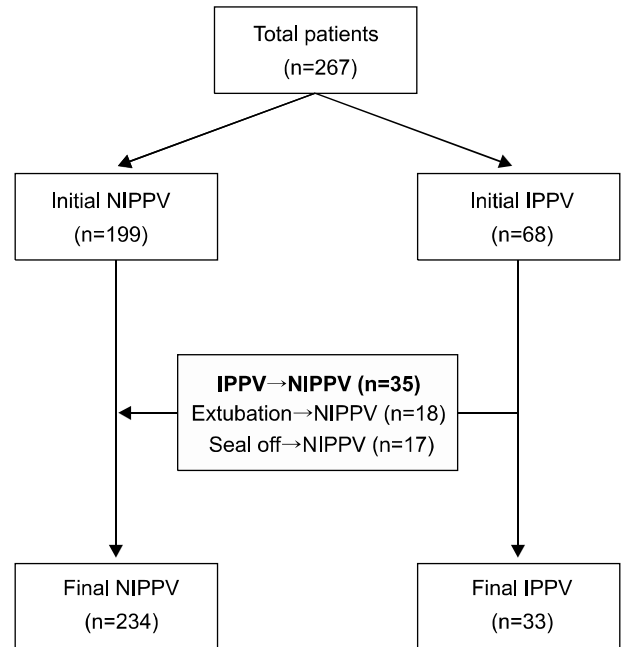 Total patients
(n=267)
Initial NIPPV
(n=199)
Initial IPPV
(n=68)
IPPV→NIPPV (n=35)
Extubation→NIPPV (n=18)
Seal off→NIPPV (n=17)
Final NIPPV
(n=234)
Final IPPV
(n=33)